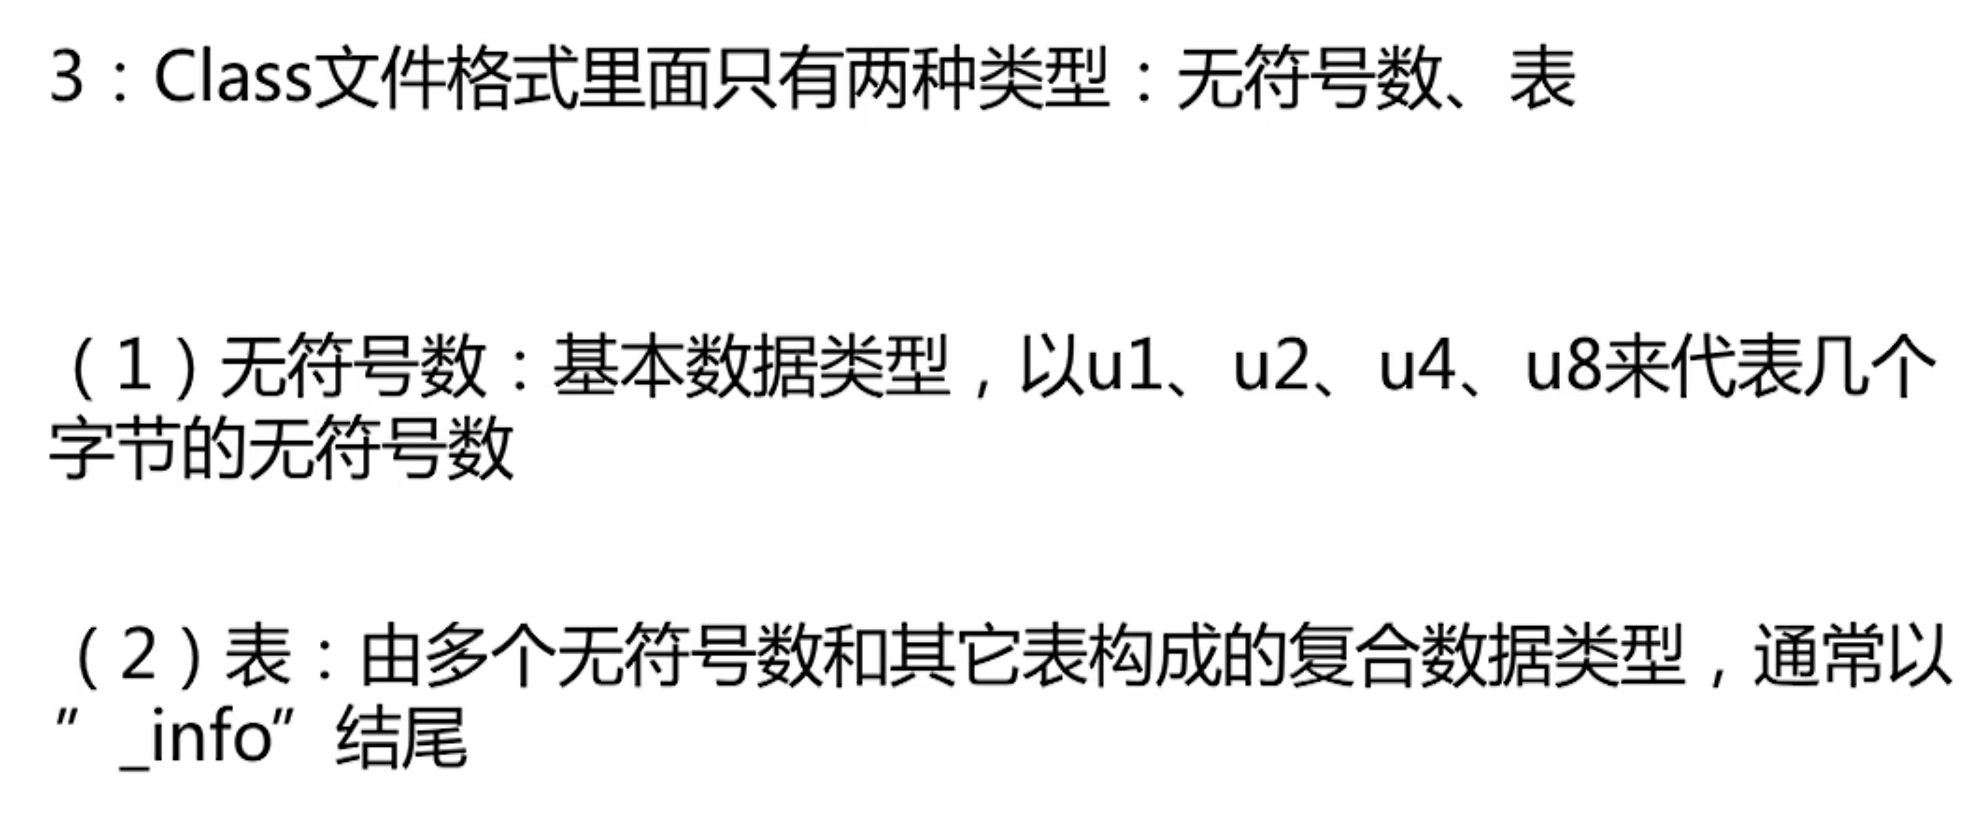 3：Class文件格式里面只有两种类型：无符号数、表
（1）无符号数：基本数据类型，以u1、u2、u4、u8来代表几个
字节的无符号数
（2）表：由多个无符号数和其它表构成的复合数据类型，通常以
”_info”结尾